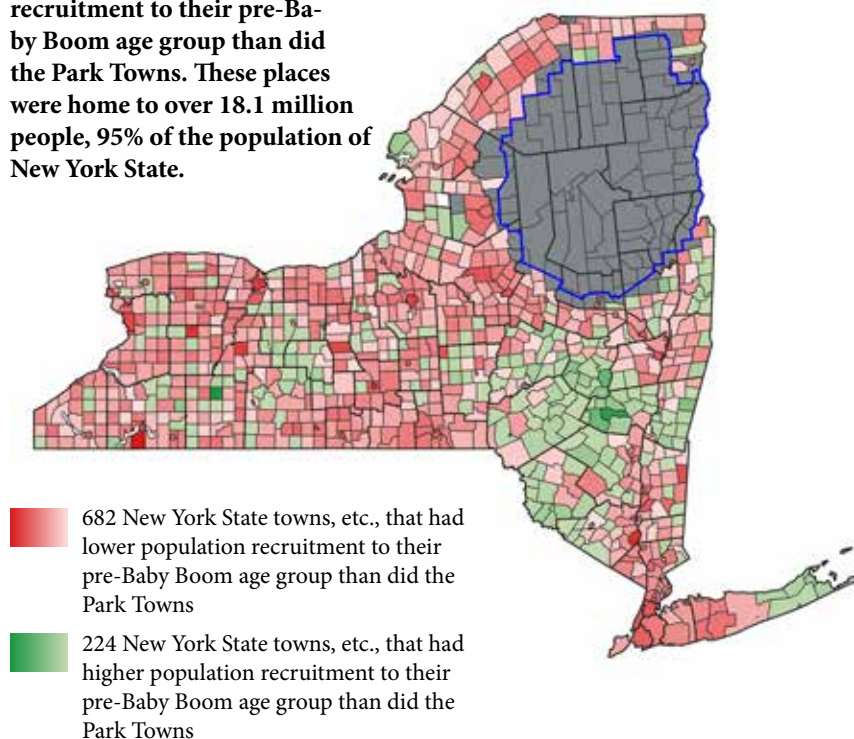 recruitment to their pre-Ba-
by Boom age group than did
the Park Towns. These places
were home to over 18.1 million
people, 95% of the population of
New York State.
682 New York State towns, etc., that had
lower population recruitment to their
pre-Baby Boom age group than did the
Park Towns
224 New York State towns, etc., that had
higher population recruitment to their
pre-Baby Boom age group than did the
Park Towns